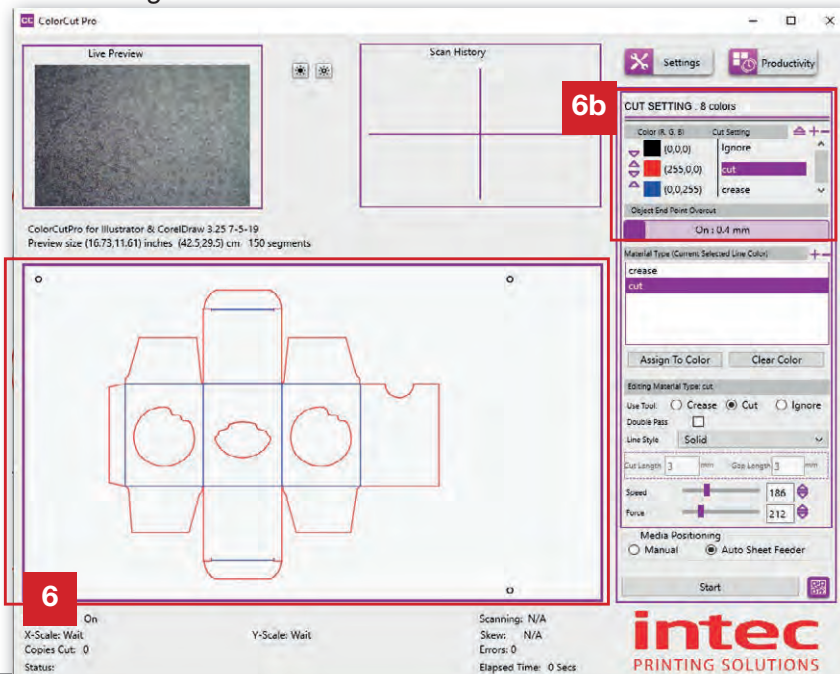 ColorCut Pro
Live Preview
Scan History
Settings
Productivity
6b
CUT SETTING : 8 colors
Color (R, G, B) Cut Setting
(0,0,0) Ignore
(255,0,0) cut
(0,0,255) crease
Object End Point Overcut
On : 0.4 mm
ColorCutPro for Illustrator & CorelDraw 3.25 7-5-19
Preview size (16.73,11.61) inches (42.5,29.5) cm 150 segments
Material Type (Current Selected Line Color)
crease
cut
Assign To Color Clear Color
Editing Material Type: cut
Use Tool: Crease Cut Ignore
Double Pass
Line Style Solid
Cut Length 3 mm Gap Length 3 mm
Speed 186
Force 212
Media Positioning
Manual Auto Sheet Feeder
Start
6
On
X-Scale: Wait Y-Scale: Wait
Copies Cut: 0
Status:
Scanning: N/A
Skew: N/A
Errors: 0
Elapsed Time: 0 Secs
intec
PRINTING SOLUTIONS